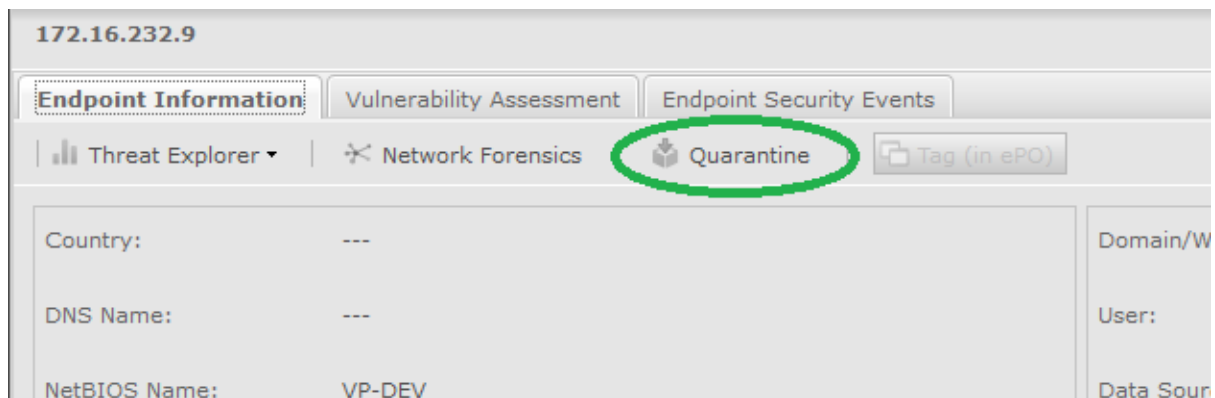 172.16.232.9
Endpoint Information Vulnerability Assessment Endpoint Security Events
Threat Explorer Network Forensics Quarantine Tag (in ePO)
Country: --- Domain/W
DNS Name: --- User:
NetBIOS Name: VP-DEV Data Sour